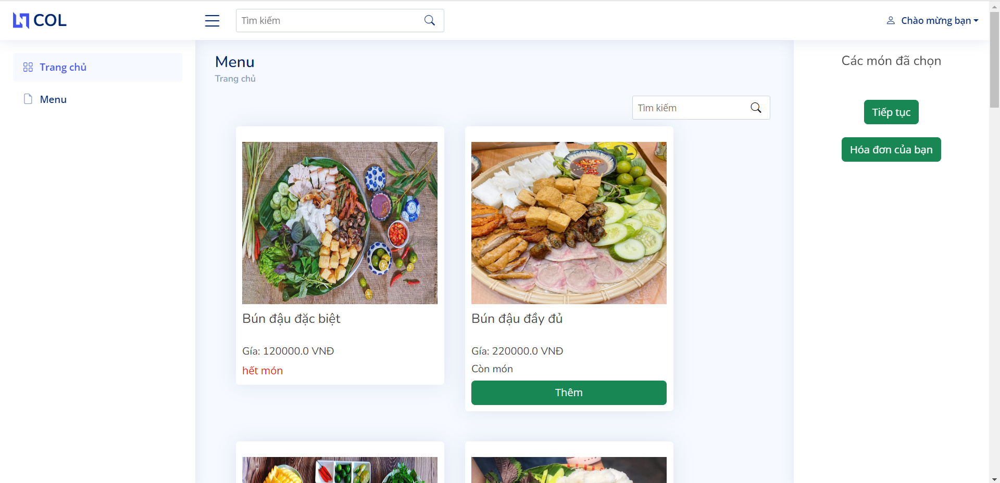 COL
Tìm kiếm
Chào mừng bạn
Trang chủ
Menu
Menu
Trang chủ
Tìm kiếm
Bún đậu đặc biệt
Gía: 120000.0 VNĐ
hết món
Bún đậu đầy đủ
Gía: 220000.0 VNĐ
Còn món
Thêm
Các món đã chọn
Tiếp tục
Hóa đơn của bạn